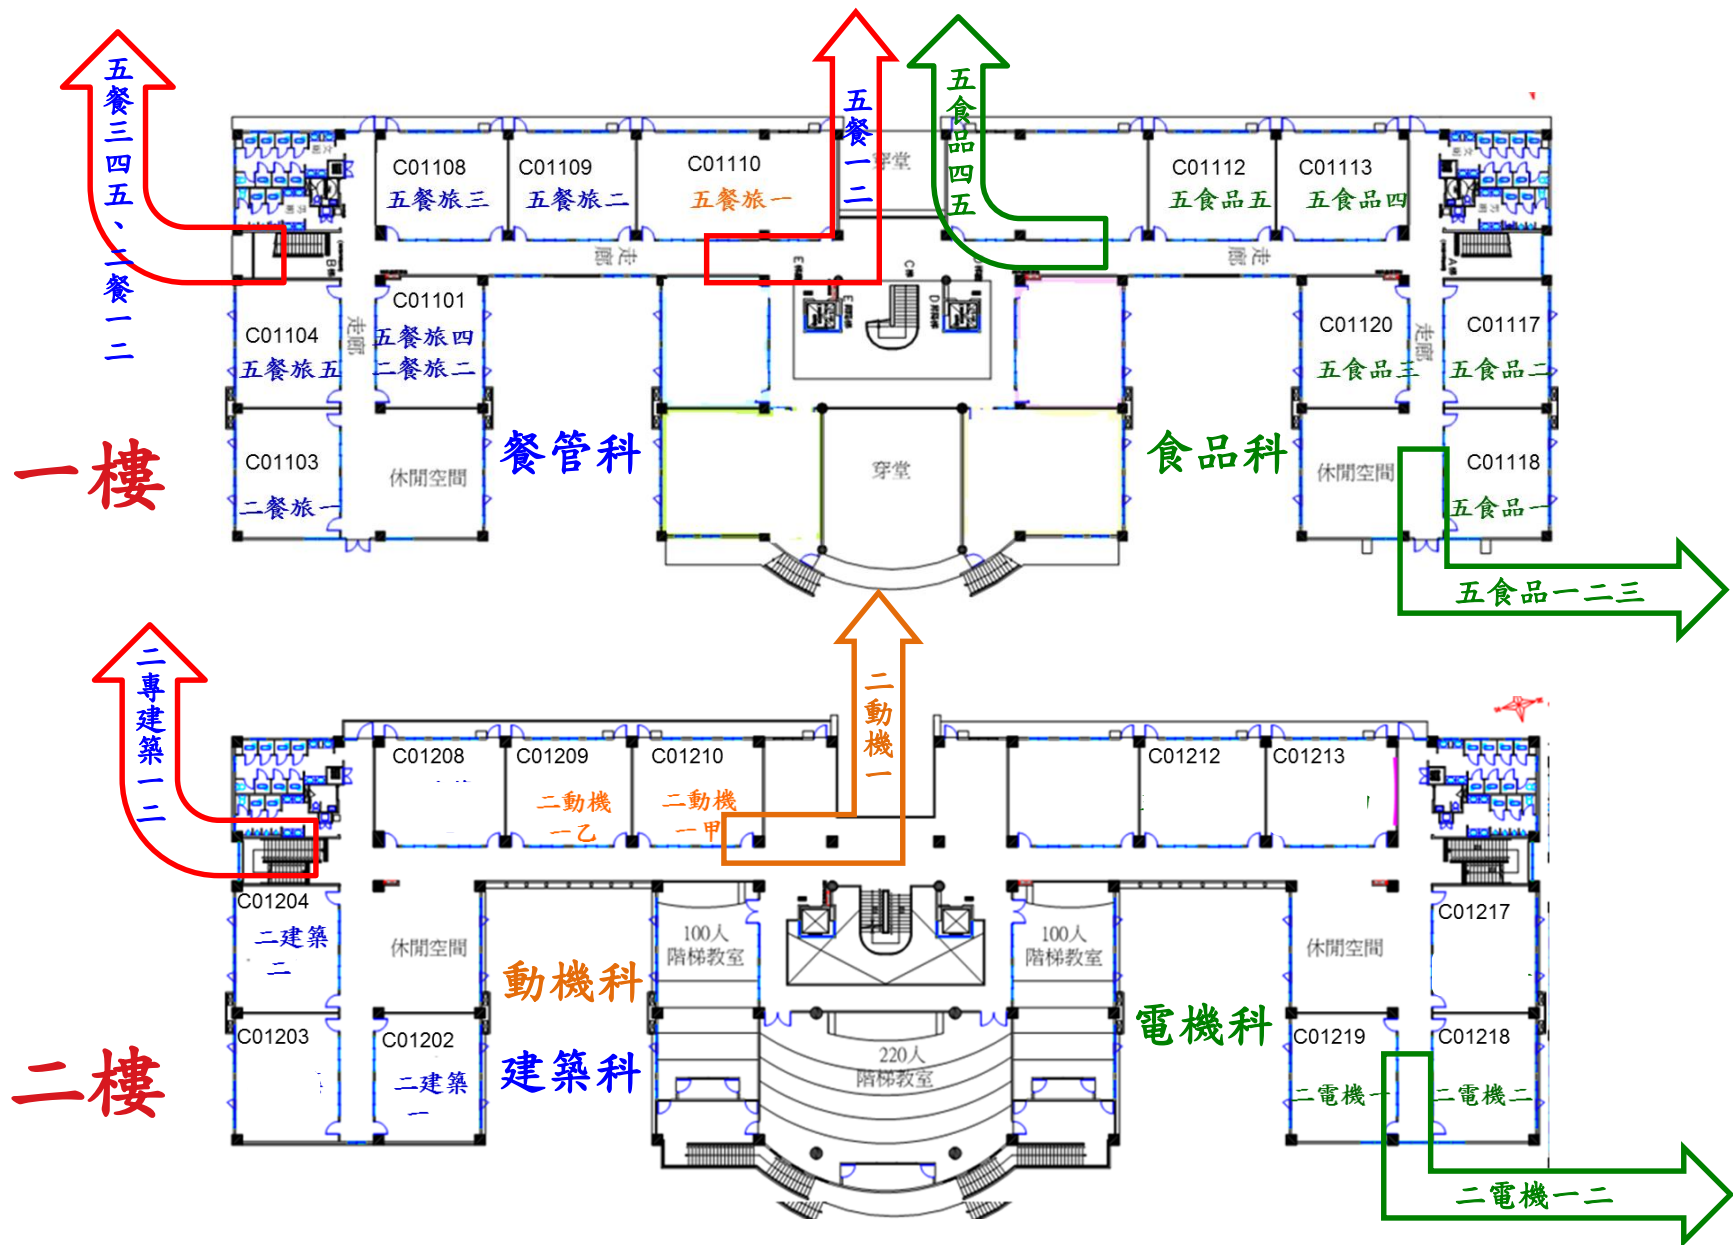 五餐三四五、二餐一二
五餐一二
五食品四五
C01108
五餐旅三
C01109
五餐旅二
C01110
五餐旅一
穿堂
C01112
五食品五
C01113
五食品四
走廊
走廊
C01104
五餐旅五
走廊
C01101
五餐旅四
二餐旅二
C01120
五食品三
走廊
C01117
五食品二
一樓
C01103
二餐旅一
休閒空間
餐管科
穿堂
食品科
休閒空間
C01118
五食品一
五食品一二三
二專建築一二
二動機一
C01208
C01209
二動機
一乙
C01210
二動機
一甲
C01212
C01213
C01204
二建築
二
休閒空間
動機科
100人
階梯教室
100人
階梯教室
電機科
休閒空間
C01217
二樓
C01203
C01202
二建築
一
建築科
220人
階梯教室
C01219
二電機一
C01218
二電機二
二電機一二